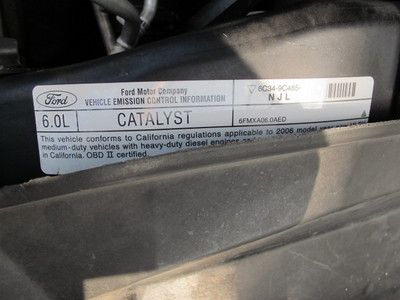 Ford
Ford Motor Company
VEHICLE EMISSION CONTROL INFORMATION
6C34-9C485-
NJL
6.0L
CATALYST
6FMXA06.0AED
This vehicle conforms to California regulations applicable to 2006 model year
medium-duty vehicles with heavy-duty diesel engines
in California. OBD II certified.